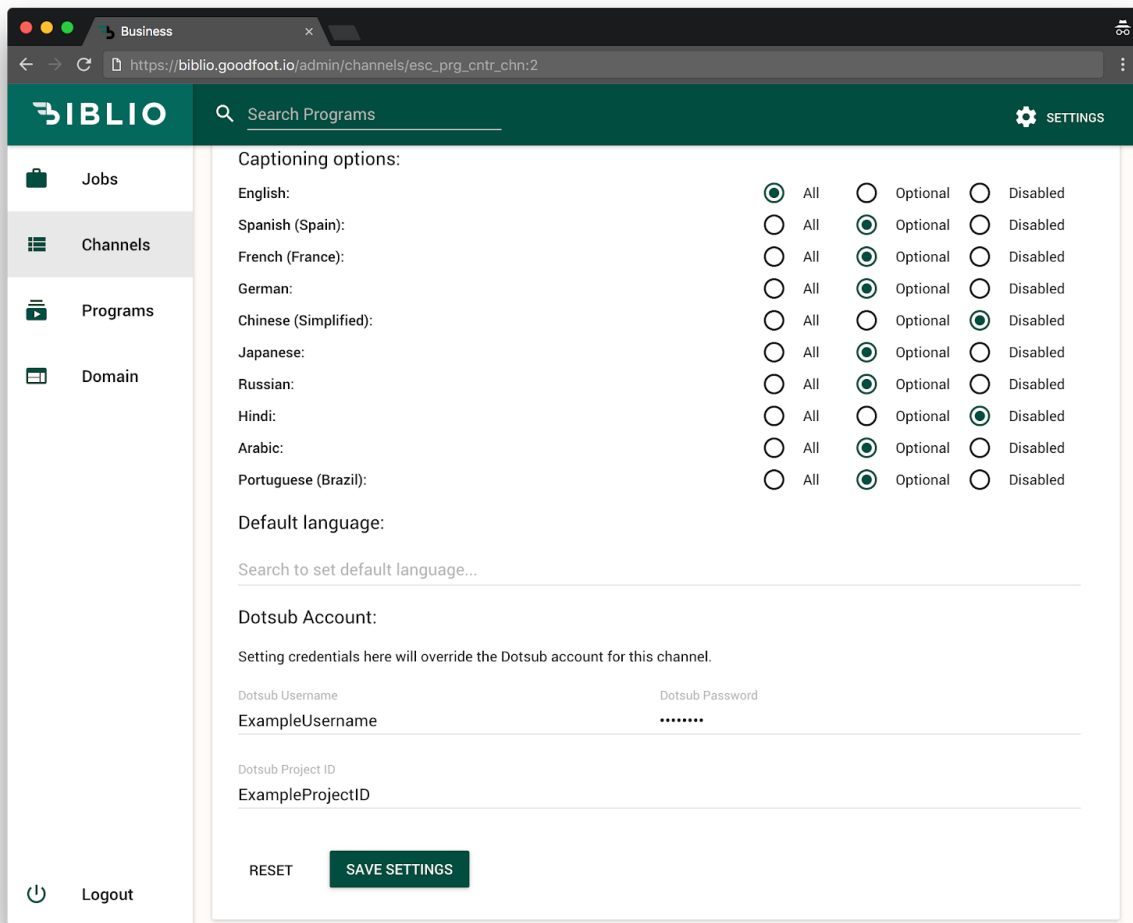 Business
https://biblio.goodfoot.io/admin/channels/esc_prg_cntr_chn:2
BIBLIO
Search Programs
SETTINGS
Jobs
Channels
Programs
Domain
Logout
Captioning options:
English: All Optional Disabled
Spanish (Spain): All Optional Disabled
French (France): All Optional Disabled
German: All Optional Disabled
Chinese (Simplified): All Optional Disabled
Japanese: All Optional Disabled
Russian: All Optional Disabled
Hindi: All Optional Disabled
Arabic: All Optional Disabled
Portuguese (Brazil): All Optional Disabled
Default language:
Search to set default language...
Dotsub Account:
Setting credentials here will override the Dotsub account for this channel.
Dotsub Username Dotsub Password
ExampleUsername ••••••••
Dotsub Project ID
ExampleProjectID
RESET SAVE SETTINGS